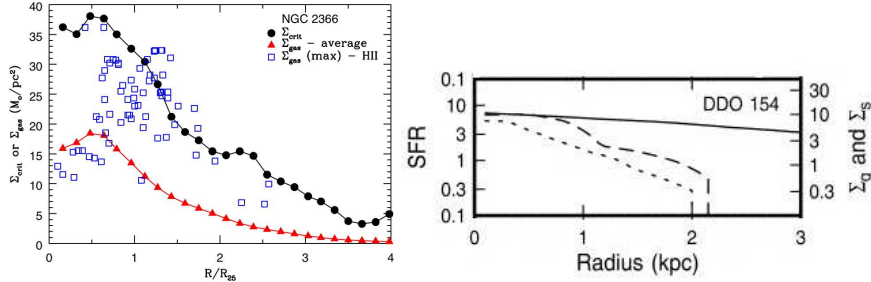 NGC 2366
Σcrit
Σgas - average
Σgas (max) - HII
40
35
30
25
20
15
10
5
0
Σcrit or Σgas (M☉/pc²)
0 1 2 3 4
R/R25
DDO 154
0.1
10
3
1
0.3
0.1
SFR
30
10
3
1
0.3
Σg and Σs
0 1 2 3
Radius (kpc)